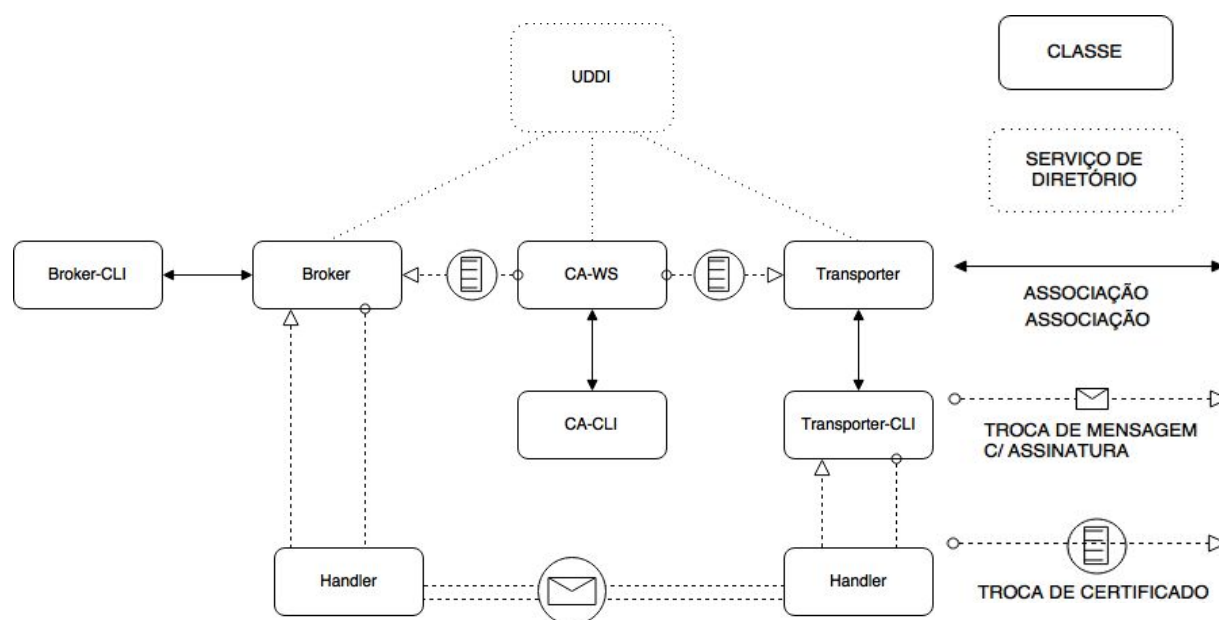 CLASSE
UDDI
SERVIÇO DE
DIRETÓRIO
Broker-CLI
Broker
CA-WS
Transporter
ASSOCIAÇÃO
ASSOCIAÇÃO
CA-CLI
Transporter-CLI
TROCA DE MENSAGEM
C/ ASSINATURA
Handler
Handler
TROCA DE CERTIFICADO